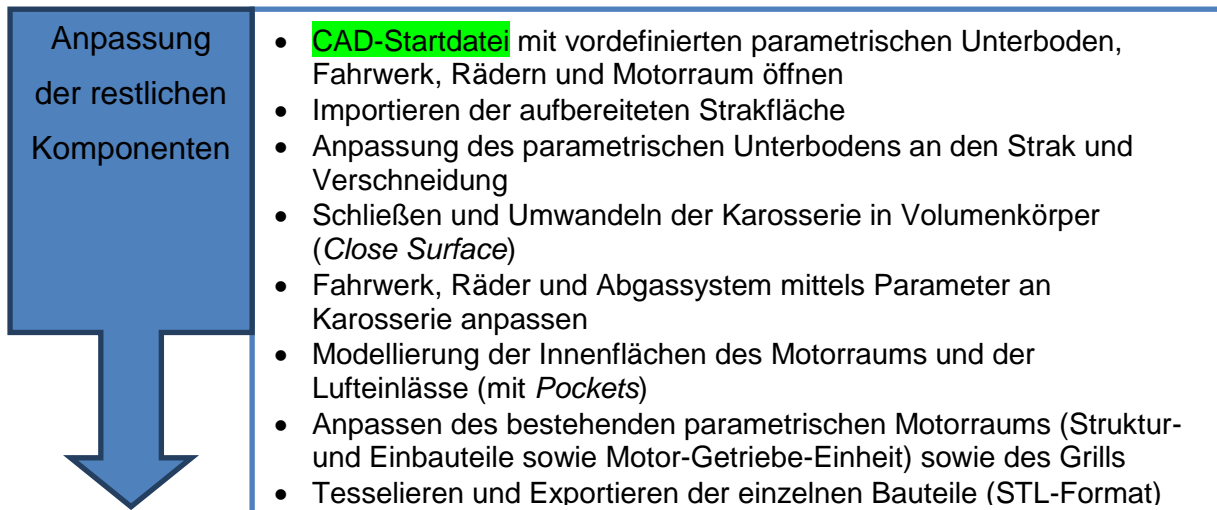 Anpassung
der restlichen
Komponenten
• CAD-Startdatei mit vordefinierten parametrischen Unterboden,
Fahrwerk, Rädern und Motorraum öffnen
• Importieren der aufbereiteten Strakfläche
• Anpassung des parametrischen Unterbodens an den Strak und
Verschneidung
• Schließen und Umwandeln der Karosserie in Volumenkörper
(Close Surface)
• Fahrwerk, Räder und Abgassystem mittels Parameter an
Karosserie anpassen
• Modellierung der Innenflächen des Motorraums und der
Lufteinlässe (mit Pockets)
• Anpassen des bestehenden parametrischen Motorraums (Struktur-
und Einbauteile sowie Motor-Getriebe-Einheit) sowie des Grills
• Tesselieren und Exportieren der einzelnen Bauteile (STL-Format)